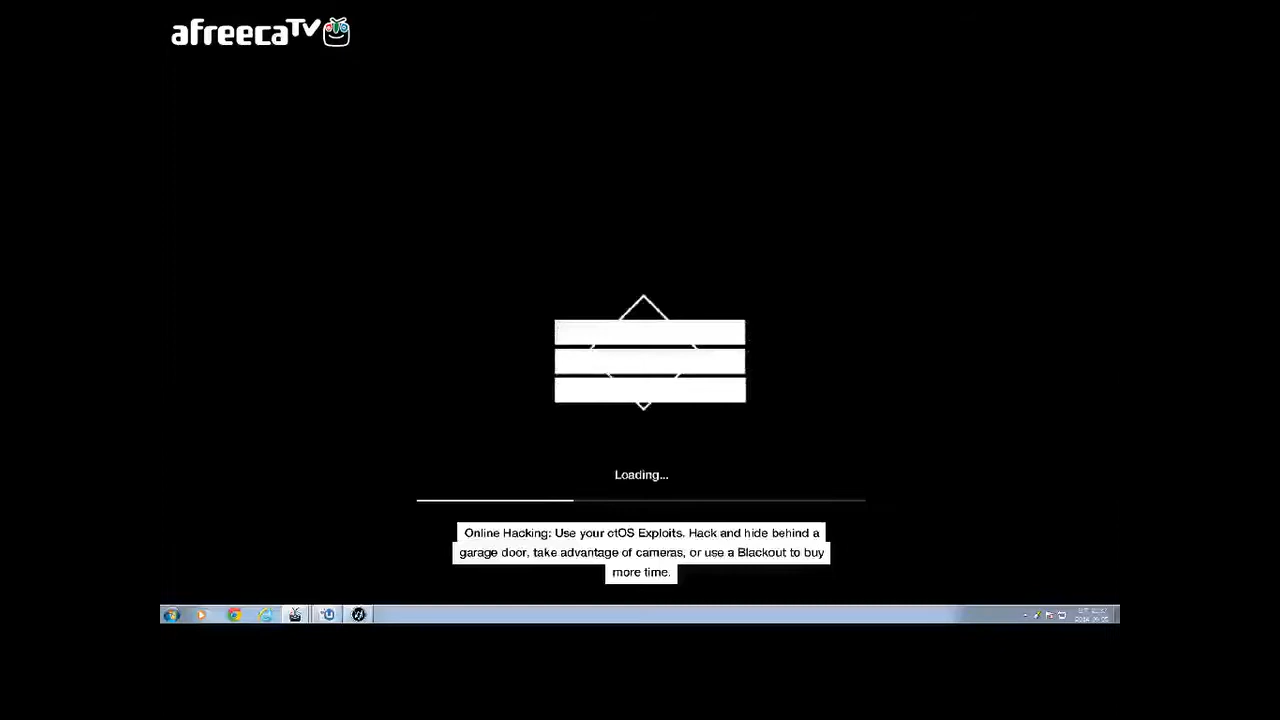 afreecaTV
Loading...
Online Hacking: Use your ctOS Exploits. Hack and hide behind a
garage door, take advantage of cameras, or use a Blackout to buy
more time.